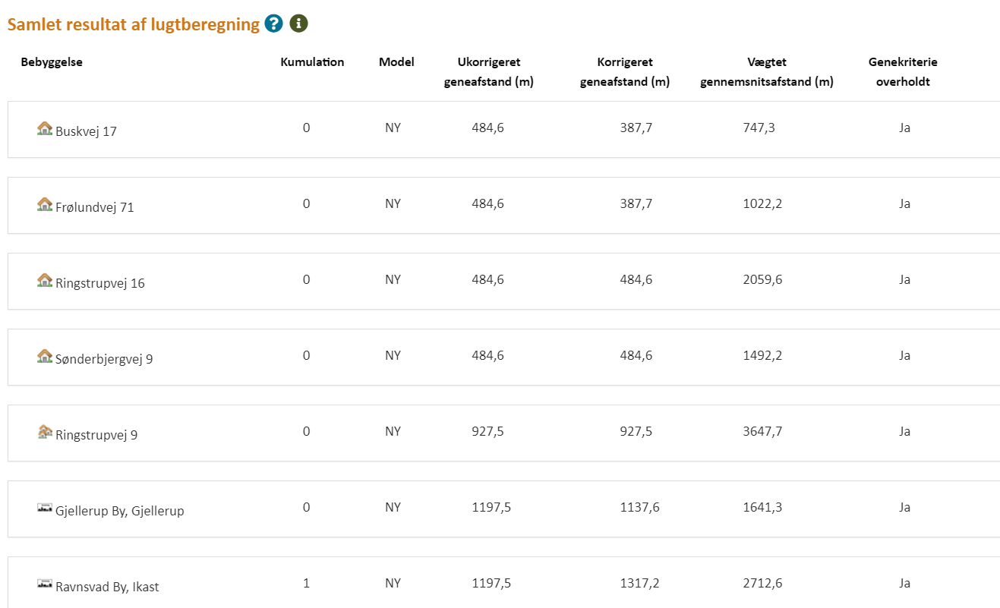 Samlet resultat af lugtberegning ? i
Bebyggelse Kumulation Model Ukorrigeret geneafstand (m) Korrigeret geneafstand (m) Vægtet gennemsnitsafstand (m) Genekriterie overholdt
Buskvej 17 0 NY 484,6 387,7 747,3 Ja
Frølundvej 71 0 NY 484,6 387,7 1022,2 Ja
Ringstrupvej 16 0 NY 484,6 484,6 2059,6 Ja
Sønderbjergvej 9 0 NY 484,6 484,6 1492,2 Ja
Ringstrupvej 9 0 NY 927,5 927,5 3647,7 Ja
Gjellerup By, Gjellerup 0 NY 1197,5 1137,6 1641,3 Ja
Ravnsvad By, Ikast 1 NY 1197,5 1317,2 2712,6 Ja